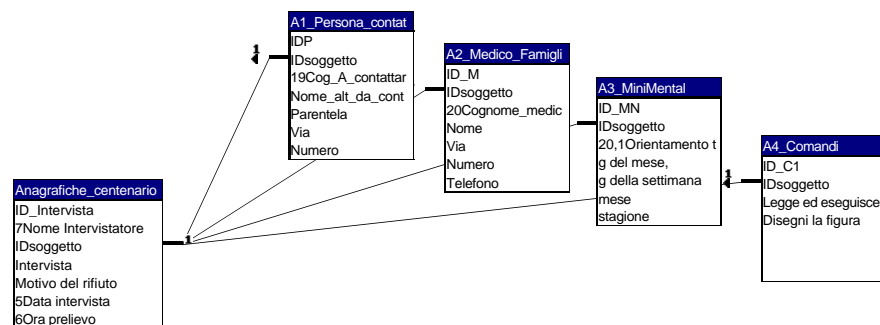 A1_Persona_contat
IDP
IDsoggetto
19Cog_A_contattar
Nome_alt_da_cont
Parentela
Via
Numero
A2_Medico_Famigli
ID_M
IDsoggetto
20Cognome_medic
Nome
Via
Numero
Telefono
A3_MiniMental
ID_MN
IDsoggetto
20,1Orientamento t
g del mese,
g della settimana
mese
stagione
A4_Comandi
ID_C1
IDsoggetto
Legge ed eseguisce
Disegni la figura
Anagrafiche_centenario
ID_Intervista
7Nome Intervistatore
IDsoggetto
Intervista
Motivo del rifiuto
5Data intervista
6Ora prelievo
1
1
1